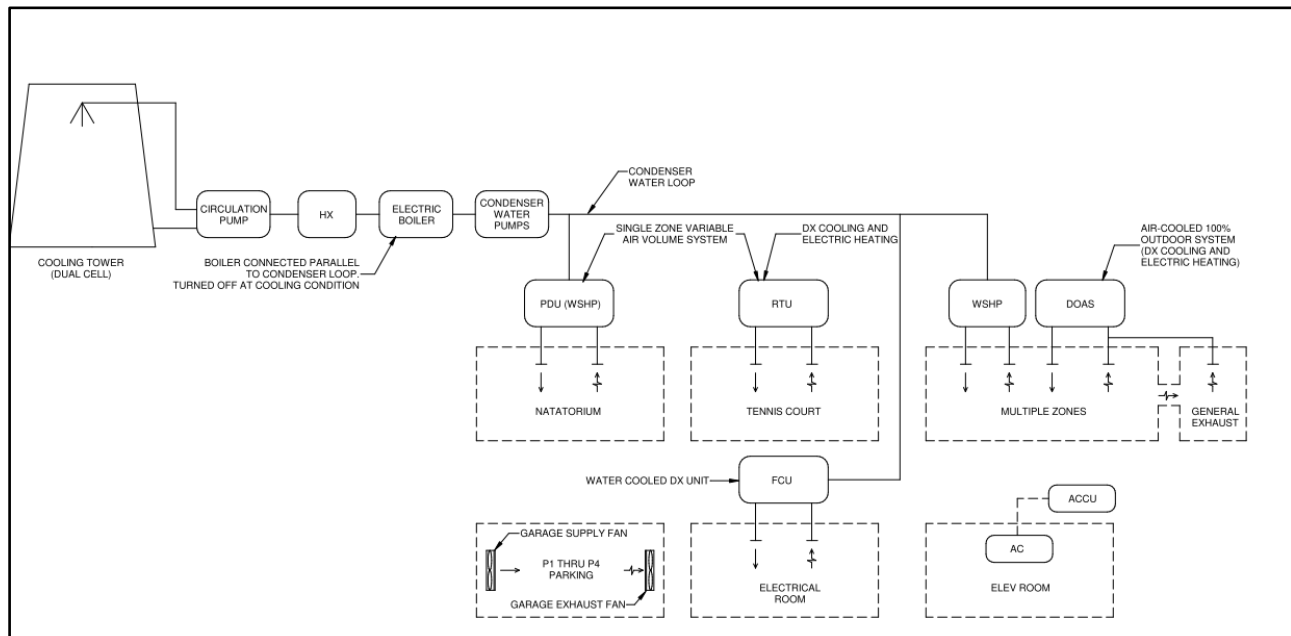 COOLING TOWER
(DUAL CELL)
CIRCULATION
PUMP
HX
ELECTRIC
BOILER
CONDENSER
WATER
PUMPS
CONDENSER
WATER LOOP
BOILER CONNECTED PARALLEL
TO CONDENSER LOOP.
TURNED OFF AT COOLING CONDITION
SINGLE ZONE VARIABLE
AIR VOLUME SYSTEM
DX COOLING AND
ELECTRIC HEATING
AIR-COOLED 100%
OUTDOOR SYSTEM
(DX COOLING AND
ELECTRIC HEATING)
PDU (WSHP)
RTU
WSHP
DOAS
NATATORIUM
TENNIS COURT
MULTIPLE ZONES
GENERAL
EXHAUST
WATER COOLED DX UNIT
FCU
ACCU
GARAGE SUPPLY FAN
P1 THRU P4
PARKING
GARAGE EXHAUST FAN
ELECTRICAL
ROOM
AC
ELEV ROOM